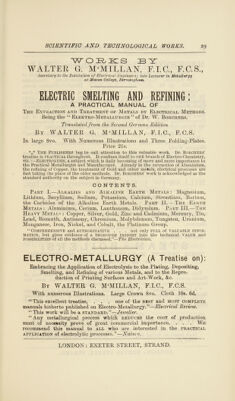 SCIENTIFIC AND TECHNOLOGICAL WORKS. 29
WORKS BY
WALTER G. M'MILLAN, F.I.C., F.C.S.,
Secretary to the Institution of Electrical Engineers; late Lecturer in Metallurgy
at Mason College, Birmingham.
ELECTRIC SMELTING AND REFINING:
A PRACTICAL MANUAL OF
THE EXTRACTION AND TREATMENT OF METALS BY ELECTRICAL METHODS.
Being the "ELEKTRO-METALLURGIE" of DR. W. BORCHERS.
Translated from the Second German Edition
BY WALTER G. M'MILLAN, F.I.C., F.C.S.
In large 8vo. With Numerous Illustrations and Three Folding-Plates.
Price 21s.
THE PUBLISHERS beg to call attention to this valuable work. Dr. BORCHERS'
treatise is PRACTICAL throughout. It confines itself to ONE branch of Electro-Chemistry,
viz.:—ELECTROLYSIS, a subject which is daily becoming of more and more importance to
the Practical Metallurgist and Manufacturer. Already in the extraction of Aluminium,
the refining of Copper, the treatment of Gold and other metals, electrical processes are
fast taking the place of the older methods. Dr. BORCHERS' work is acknowledged as the
standard authority on the subject in Germany.
CONTENTS.
PART I.—ALKALIES AND ALKALINE EARTH METALS: Magnesium,
Lithium, Beryllium, Sodium, Potassium, Calcium, Strontium, Barium,
the Carbides of the Alkaline Earth Metals. PART II.—THE EARTH
METALS: Aluminium, Cerium, Lanthanum, Didymium. PART III.—THE
HEAVY METALS: Copper, Silver, Gold, Zinc and Cadmium, Mercury, Tin,
Lead, Bismuth, Antimony, Chromium, Molybdenum, Tungsten, Uranium,
Manganese, Iron, Nickel, and Cobalt, the Platinum Group.
"COMPREHENSIVE and AUTHORITATIVE . . . not only FULL of VALUABLE INFOR-
MATION, but gives evidence of a THOROUGH INSIGHT into the technical VALUE and
POSSIBILITIES of all the methods discussed."—The Electrician.
ELECTRO-METALLURGY (A Treatise on):
Embracing the Application of Electrolysis to the Plating, Depositing,
Smelting, and Refining of various Metals, and to the Repro-
duction of Printing Surfaces and Art-Work, &c.
BY WALTER G. M'MILLAN, F.I.C., F.C.S.
With numerous Illustrations. Large Crown 8vo. Cloth 10s. 6d.
"This excellent treatise, . . . one of the BEST and MOST COMPLETE
manuals hitherto published on Electro-Metallurgy."—Electrical Review.
"This work will be a STANDARD."—Jeweller.
"Any metallurgical process which REDUCES the COST of production
must of necessity prove of great commercial importance. . . . We
recommend this manual to ALL who are interested in the PRACTICAL
APPLICATION of electrolytic processes."—Nature.
LONDON: EXETER STREET, STRAND.